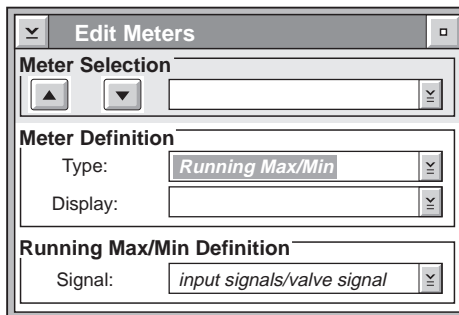 Edit Meters
Meter Selection
Meter Definition
Type: Running Max/Min
Display:
Running Max/Min Definition
Signal: input signals/valve signal